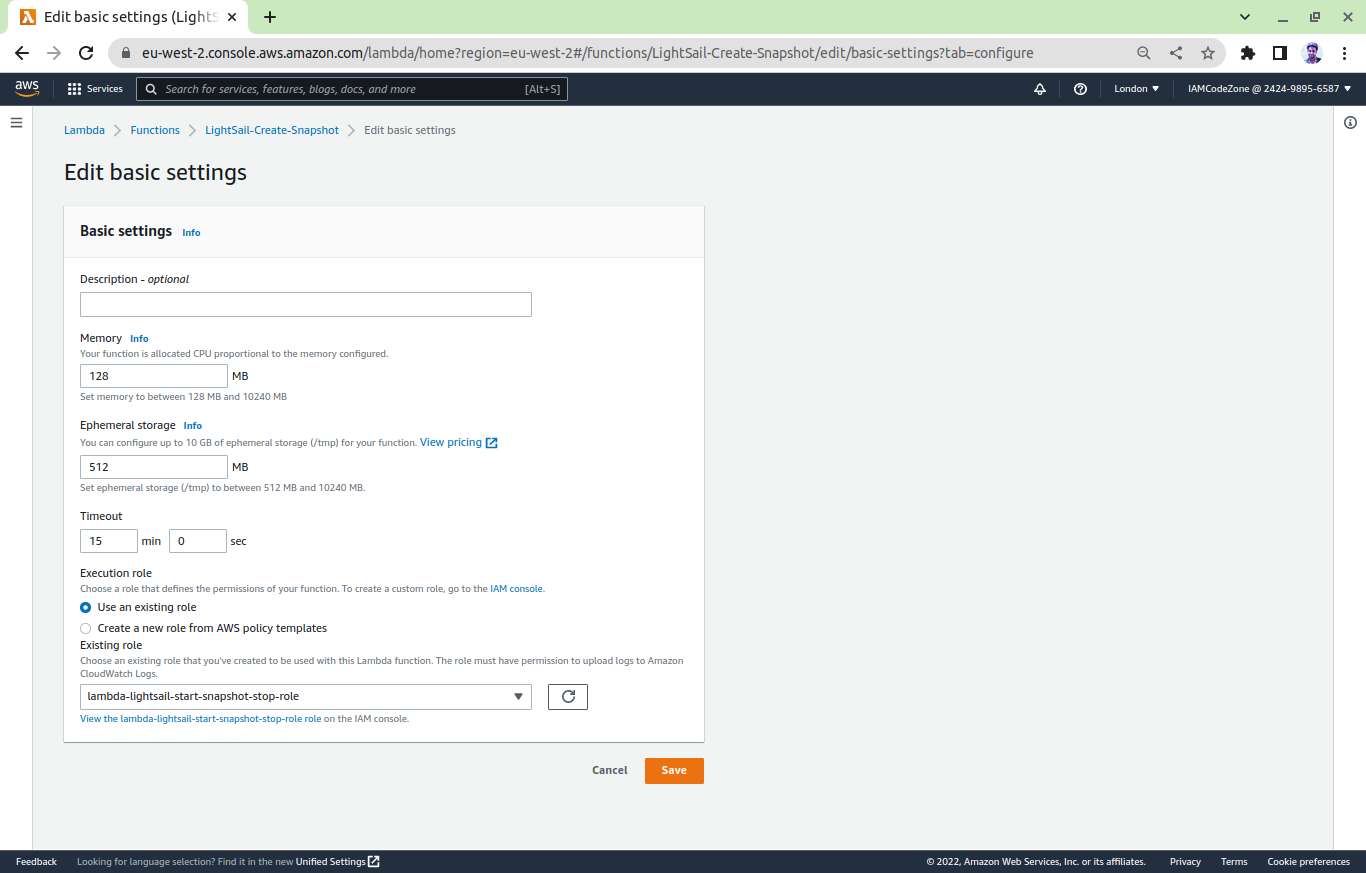 Edit basic settings (LightS
eu-west-2.console.aws.amazon.com/lambda/home?region=eu-west-2#/functions/LightSail-Create-Snapshot/edit/basic-settings?tab=configure
aws Services Search for services, features, blogs, docs, and more [Alt+S] London IAMCodeZone @ 2424-9895-6587
Lambda Functions LightSail-Create-Snapshot Edit basic settings
Edit basic settings
Basic settings Info
Description - optional
Memory Info
Your function is allocated CPU proportional to the memory configured.
128 MB
Set memory to between 128 MB and 10240 MB
Ephemeral storage Info
You can configure up to 10 GB of ephemeral storage (/tmp) for your function. View pricing
512 MB
Set ephemeral storage (/tmp) to between 512 MB and 10240 MB.
Timeout
15 min 0 sec
Execution role
Choose a role that defines the permissions of your function. To create a custom role, go to the IAM console.
Use an existing role
Create a new role from AWS policy templates
Existing role
Choose an existing role that you've created to be used with this Lambda function. The role must have permission to upload logs to Amazon
CloudWatch Logs.
lambda-lightsail-start-snapshot-stop-role
View the lambda-lightsail-start-snapshot-stop-role role on the IAM console.
Cancel Save
Feedback Looking for language selection? Find it in the new Unified Settings © 2022, Amazon Web Services, Inc. or its affiliates. Privacy Terms Cookie preferences